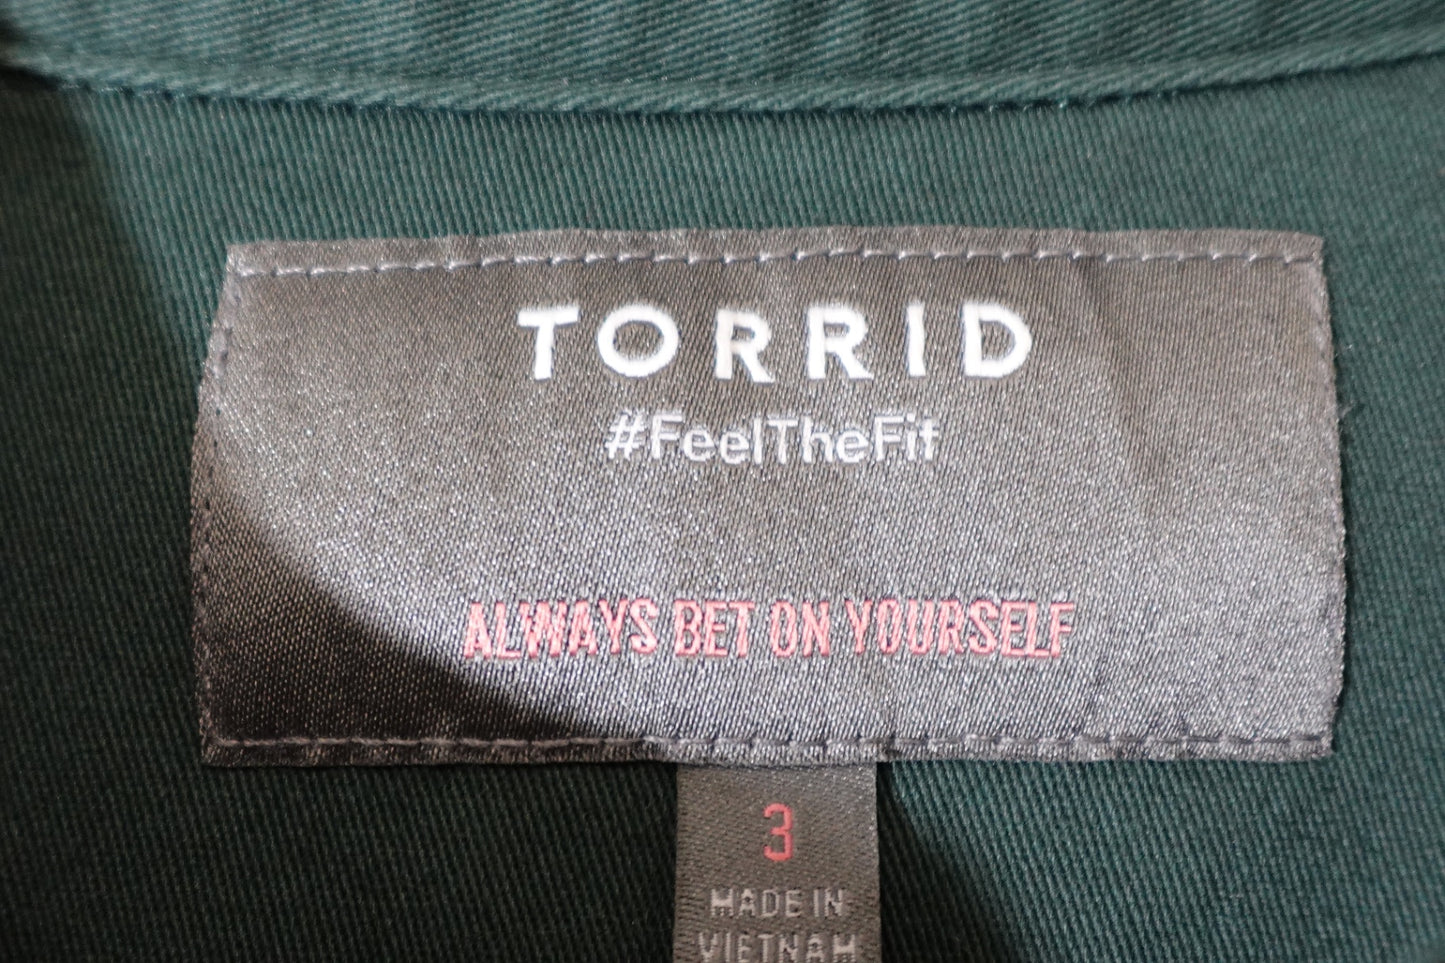 TORRID
#FeelTheFit
ALWAYS BET ON YOURSELF
3
MADE IN
VIETNAM